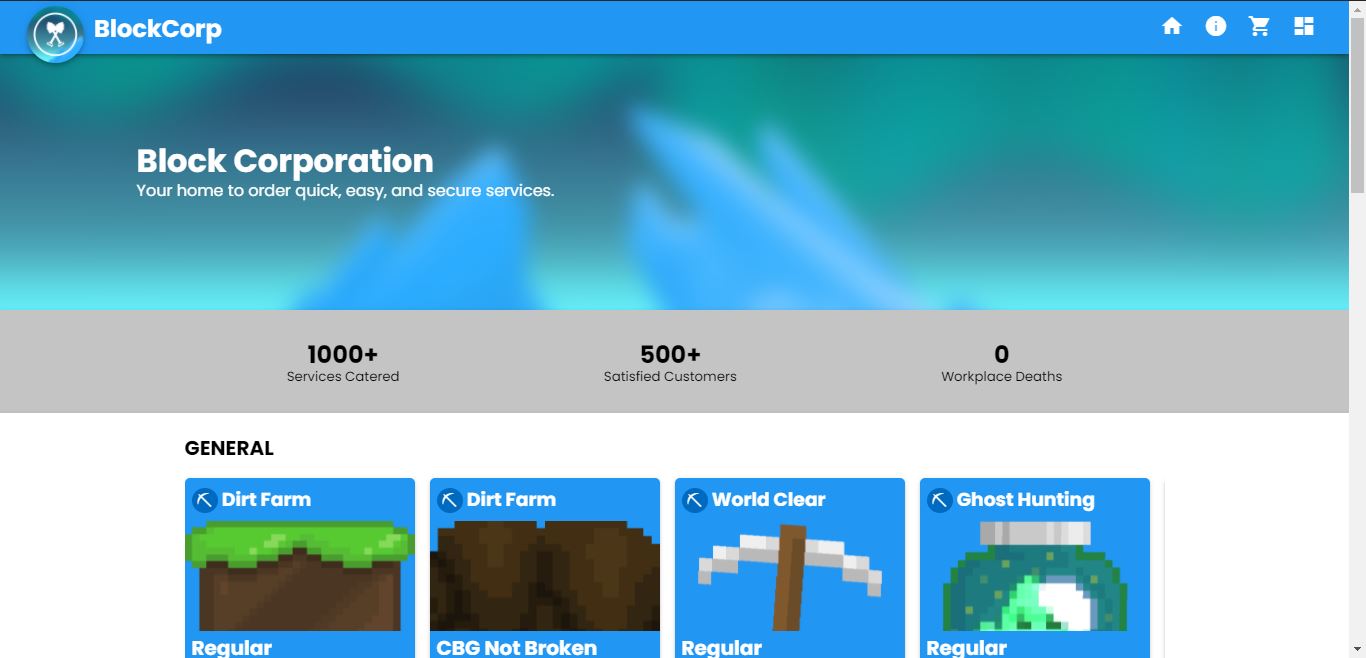 BlockCorp
Block Corporation
Your home to order quick, easy, and secure services.
1000+
Services Catered
500+
Satisfied Customers
0
Workplace Deaths
GENERAL
Dirt Farm
Regular
Dirt Farm
CBG Not Broken
World Clear
Regular
Ghost Hunting
Regular